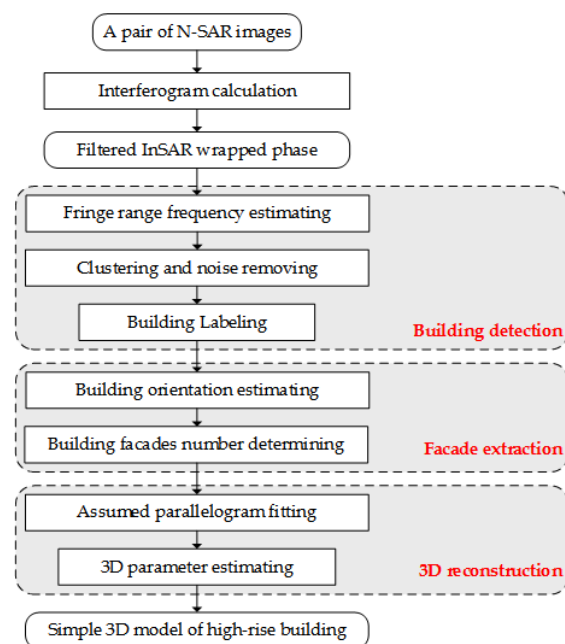 A pair of N-SAR images
Interferogram calculation
Filtered InSAR wrapped phase
Fringe range frequency estimating
Clustering and noise removing
Building Labeling
Building detection
Building orientation estimating
Building facades number determining
Facade extraction
Assumed parallelogram fitting
3D parameter estimating
3D reconstruction
Simple 3D model of high-rise building